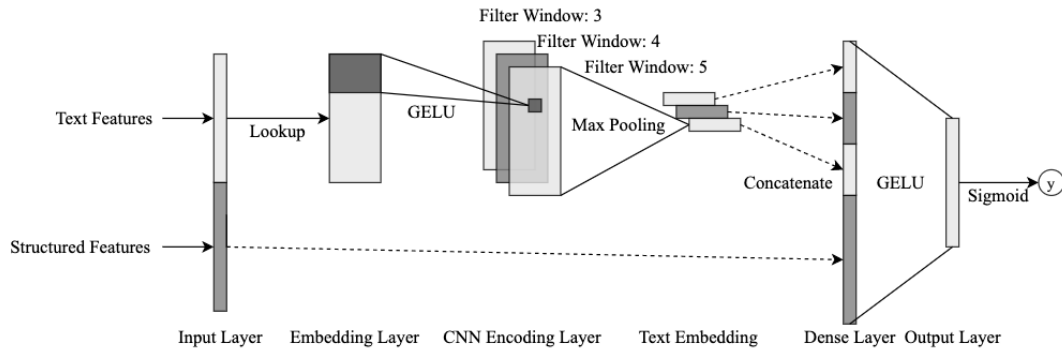 Filter Window: 3
Filter Window: 4
Filter Window: 5
Text Features
Lookup
GELU
Max Pooling
Concatenate
GELU
Sigmoid
y
Structured Features
Input Layer
Embedding Layer
CNN Encoding Layer
Text Embedding
Dense Layer
Output Layer